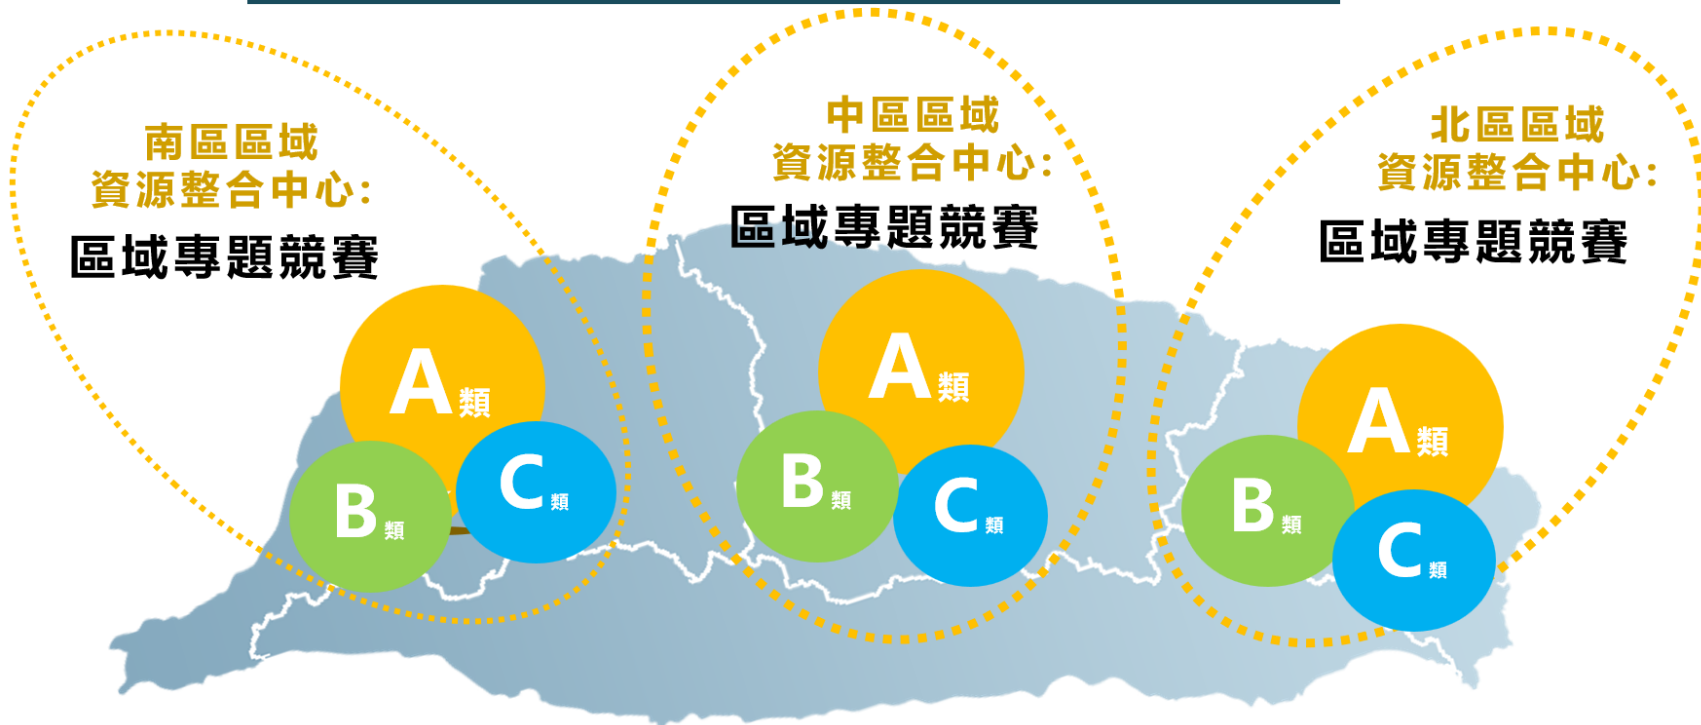 南區區域
資源整合中心:
區域專題競賽
A類
B類
C類
中區區域
資源整合中心:
區域專題競賽
A類
B類
C類
北區區域
資源整合中心:
區域專題競賽
A類
B類
C類